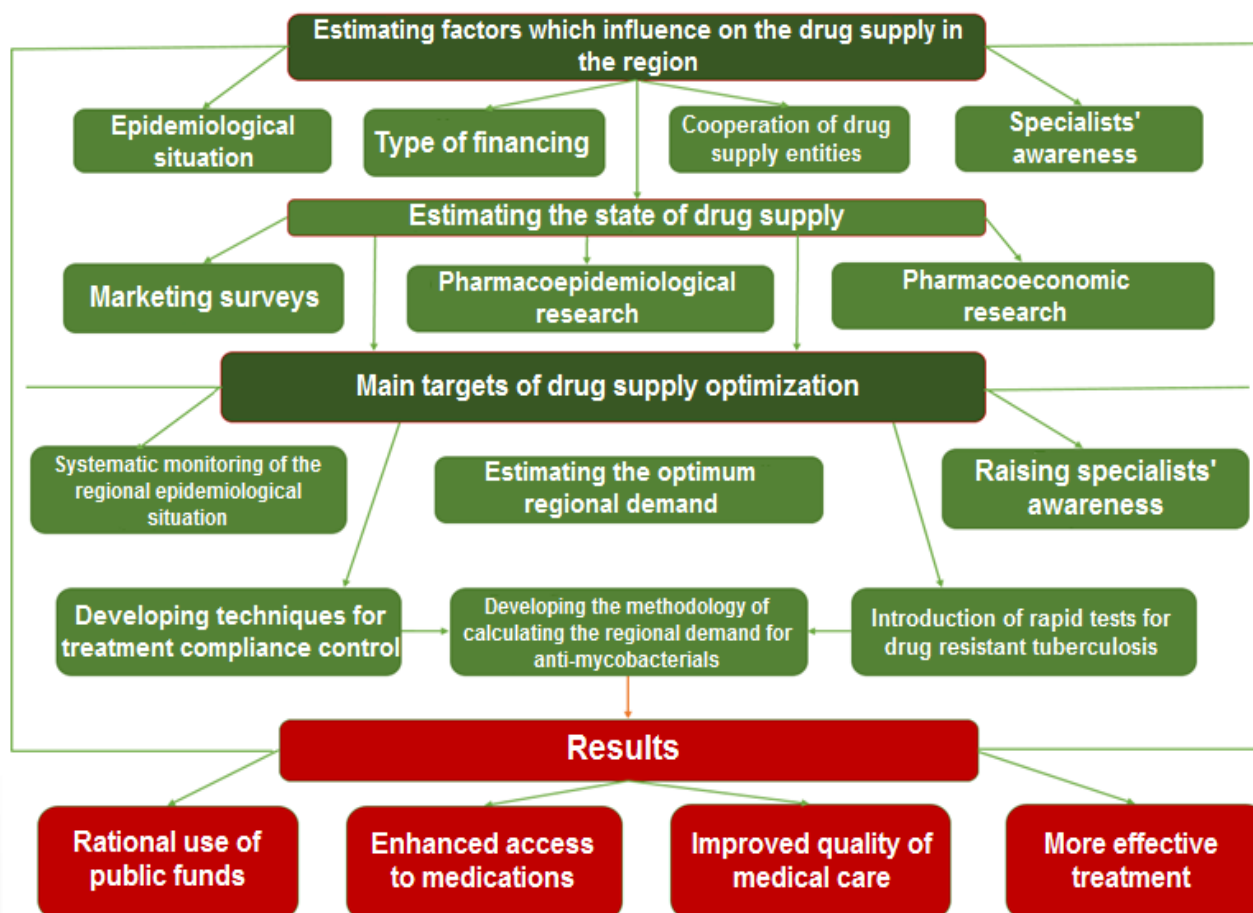 Estimating factors which influence on the drug supply in
the region
Epidemiological
situation
Type of financing
Cooperation of drug
supply entities
Specialists'
awareness
Estimating the state of drug supply
Marketing surveys
Pharmacoepidemiological
research
Pharmacoeconomic
research
Main targets of drug supply optimization
Systematic monitoring of the
regional epidemiological
situation
Estimating the optimum
regional demand
Raising specialists'
awareness
Developing techniques for
treatment compliance control
Developing the methodology of
calculating the regional demand for
anti-mycobacterials
Introduction of rapid tests for
drug resistant tuberculosis
Results
Rational use of
public funds
Enhanced access
to medications
Improved quality of
medical care
More effective
treatment